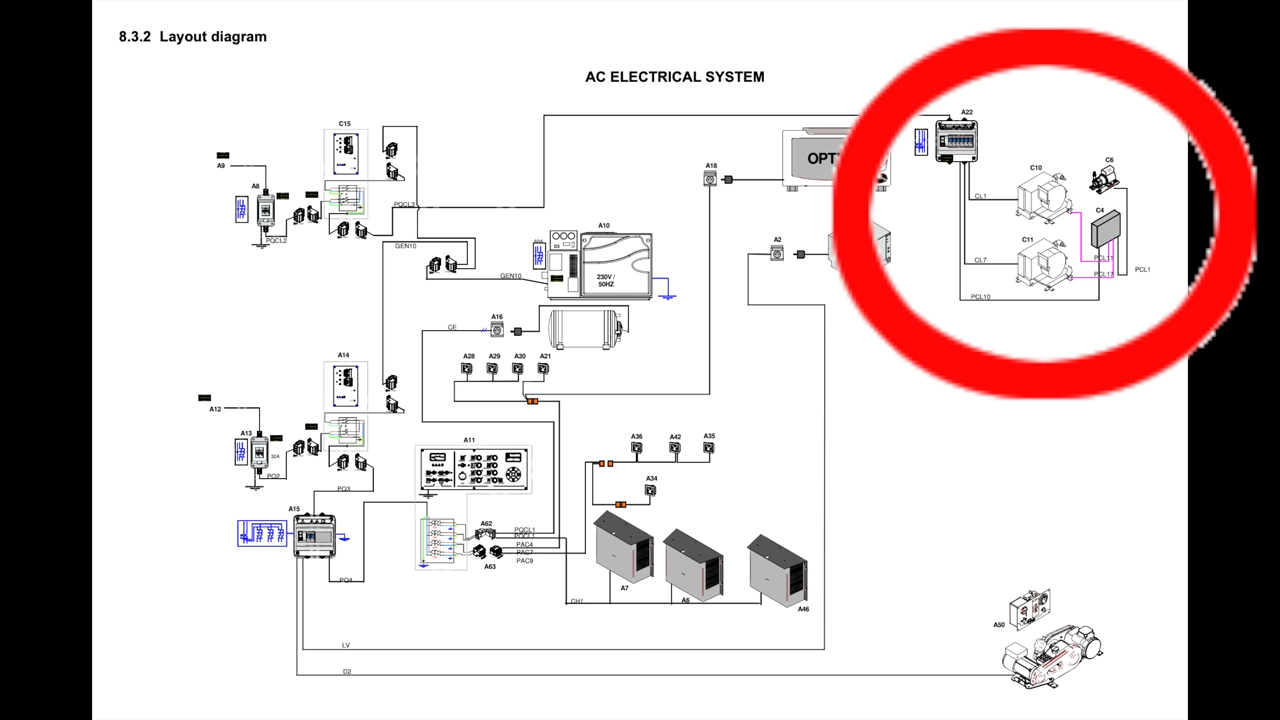 8.3.2 Layout diagram
AC ELECTRICAL SYSTEM
C15
A22
A9
A18
OPT
C6
A8
C10
CL1
PQCL3
C4
PQCL2
A10
A2
C11
GEN10
PCL11
CL7
PCL1
GEN10
230V /
50HZ
PCL17
PCL10
A16
CE
A14
A28
A29
A30
A21
A12
A13
A36
A42
A35
A11
32A
PQ2
A34
PQ3
A15
A62
PQCL1
PQCL1
PAC4
PAC7
A63
PAC9
PQ4
A7
A6
CH1
A46
A50
LV
D2